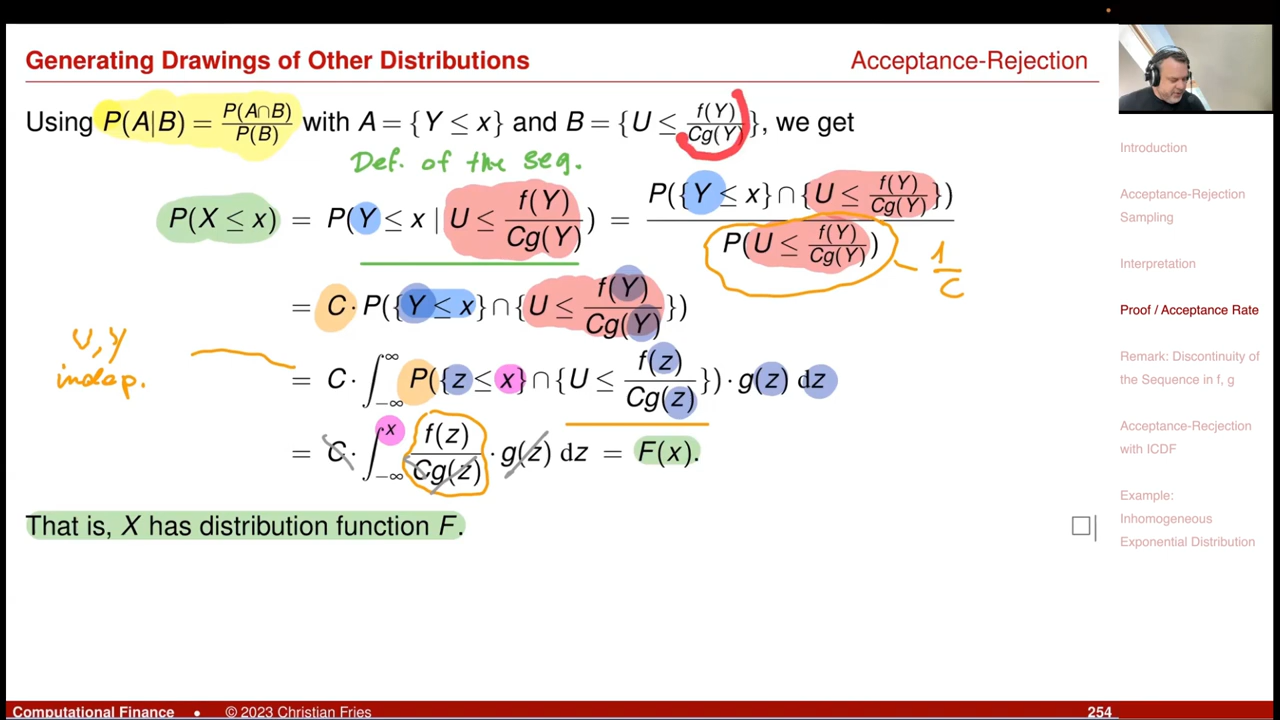 Generating Drawings of Other Distributions
Acceptance-Rejection
Using P(A|B) = P(A∩B)/P(B) with A = {Y ≤ x} and B = {U ≤ f(Y)/Cg(Y)}, we get
Def. of the seq.
P(X ≤ x) = P(Y ≤ x | U ≤ f(Y)/Cg(Y)) = P({Y ≤ x} ∩ {U ≤ f(Y)/Cg(Y)}) / P(U ≤ f(Y)/Cg(Y))
1/C
= C · P({Y ≤ x} ∩ {U ≤ f(Y)/Cg(Y)})
U, Y
indep.
= C · ∫_{-∞}^{∞} P({z ≤ x} ∩ {U ≤ f(z)/Cg(z)}) · g(z) dz
= C · ∫_{-∞}^{x} f(z)/Cg(z) · g(z) dz = F(x).
That is, X has distribution function F.
□
Introduction
Acceptance-Rejection
Sampling
Interpretation
Proof / Acceptance Rate
Remark: Discontinuity of
the Sequence in f, g
Acceptance-Recjection
with ICDF
Example:
Inhomogeneous
Exponential Distribution
Computational Finance • © 2023 Christian Fries
254